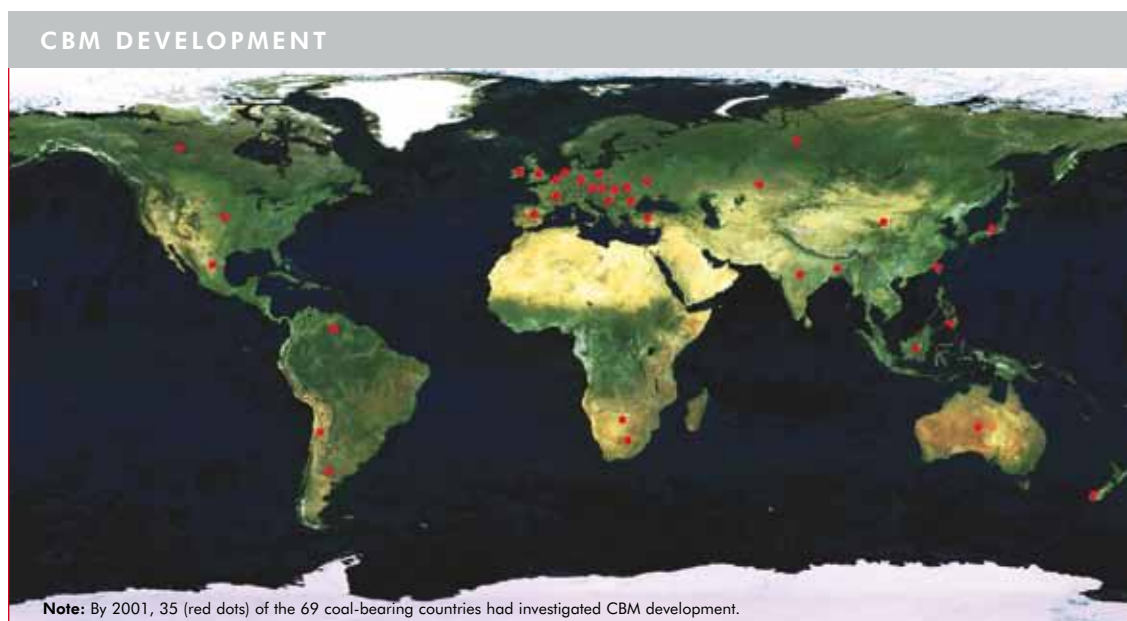 CBM DEVELOPMENT
Note: By 2001, 35 (red dots) of the 69 coal-bearing countries had investigated CBM development.